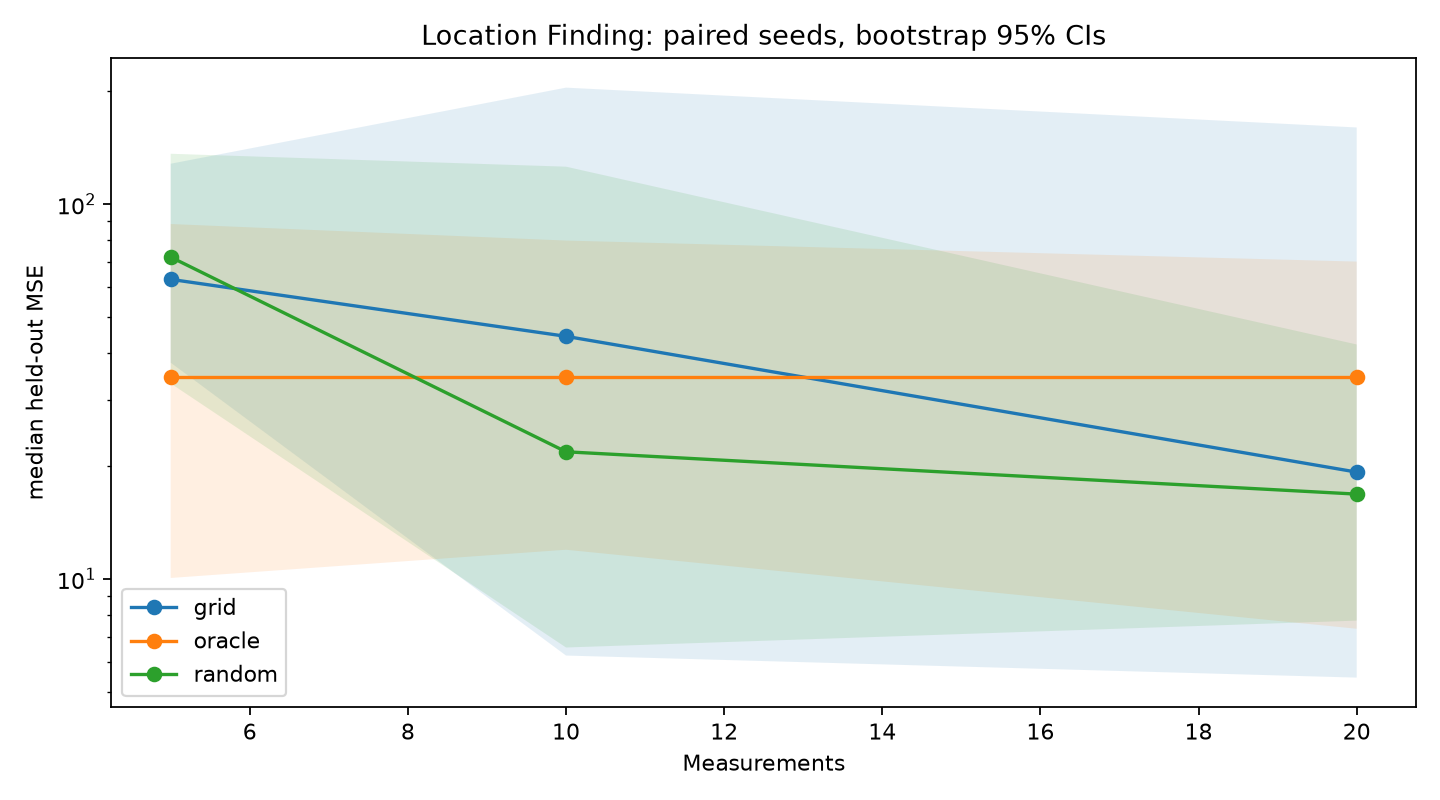 Location Finding: paired seeds, bootstrap 95% CIs
median held-out MSE
10²
10¹
grid
oracle
random
6 8 10 12 14 16 18 20
Measurements